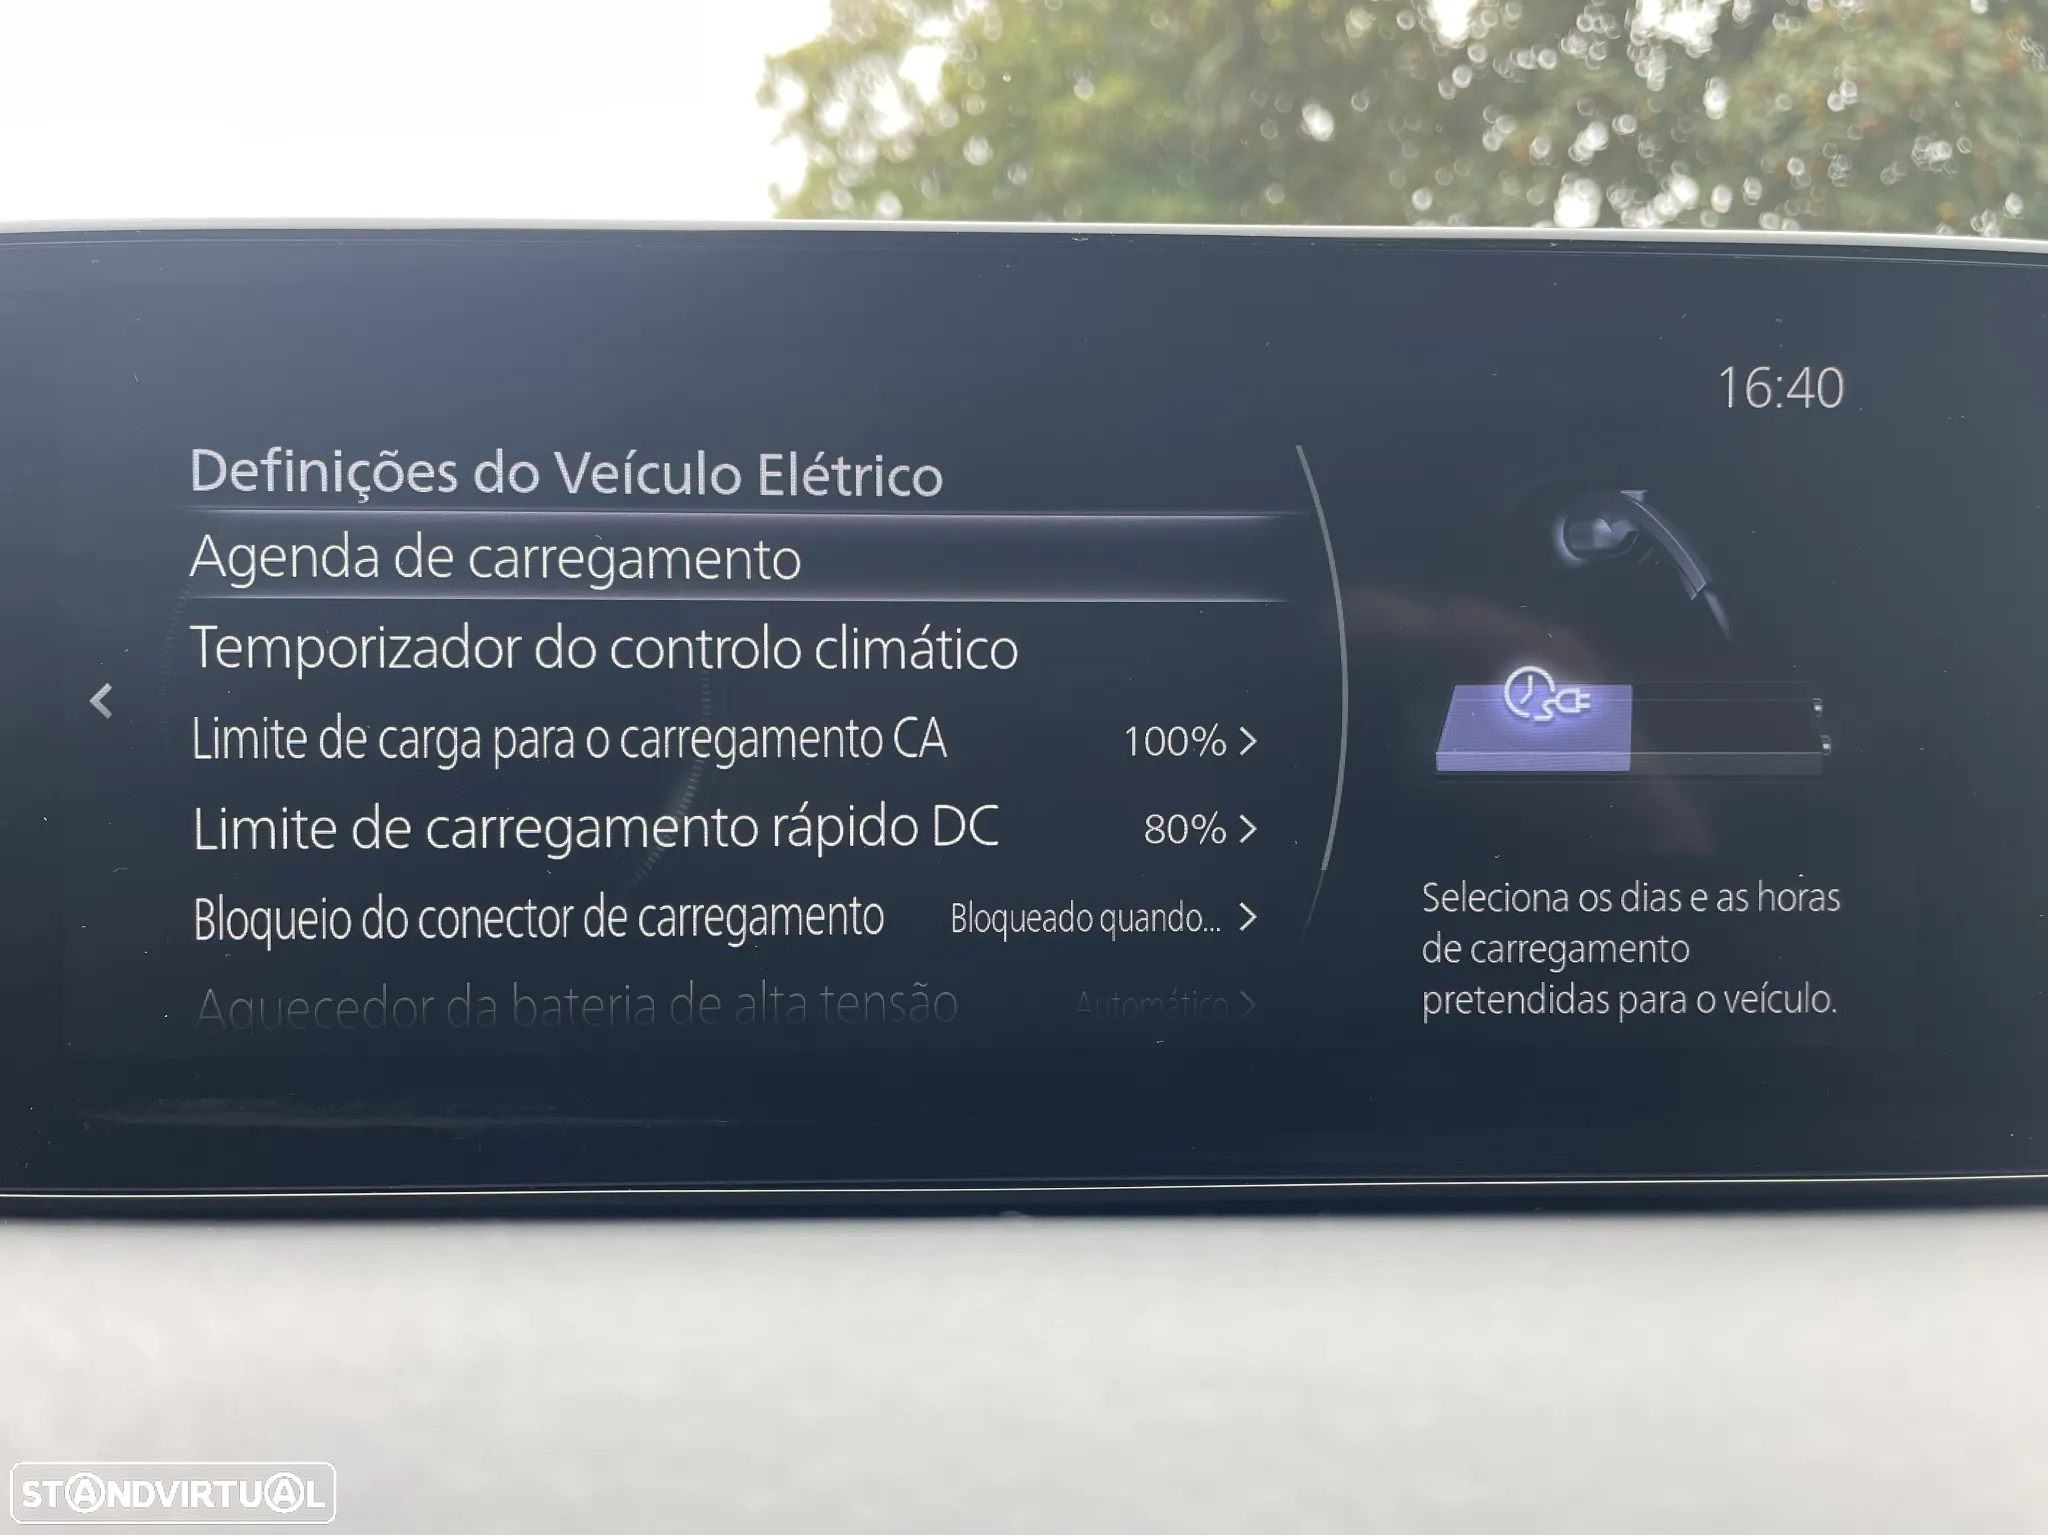 16:40
Definições do Veículo Elétrico
Agenda de carregamento
Temporizador do controlo climático
Limite de carga para o carregamento CA 100% >
Limite de carregamento rápido DC 80% >
Bloqueio do conector de carregamento Bloqueado quando... >
Aquecedor da bateria de alta tensão Automático >
Seleciona os dias e as horas
de carregamento
pretendidas para o veículo.
STANDVIRTUAL